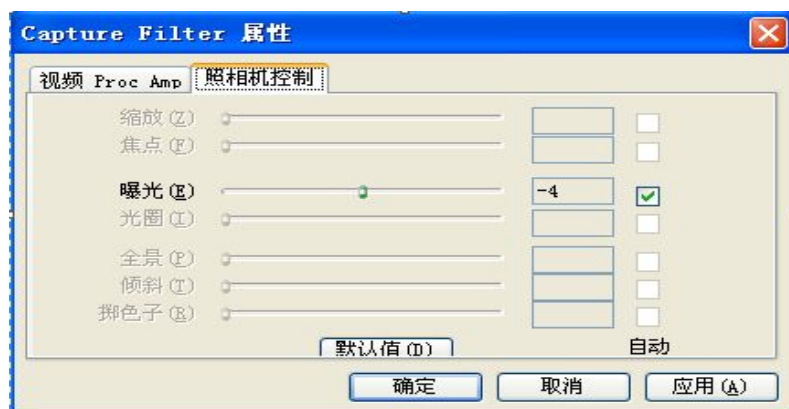 Capture Filter 属性
视频 Proc Amp 照相机控制
缩放(Z)
焦点(F)
曝光(E) -4
光圈(I)
全景(P)
倾斜(T)
掷色子(R)
默认值(D) 自动
确定 取消 应用(A)